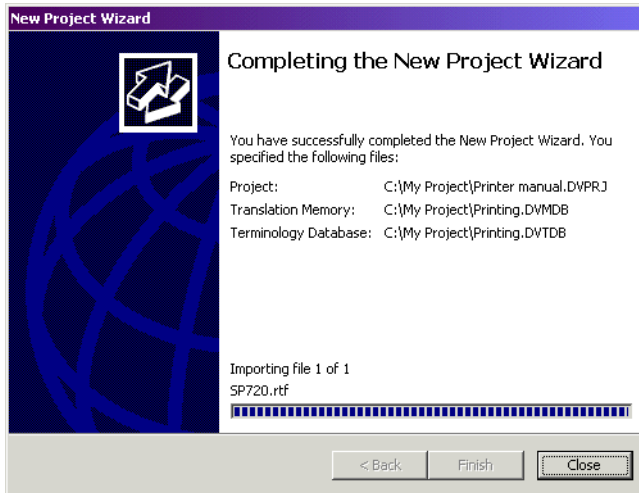 New Project Wizard
Completing the New Project Wizard
You have successfully completed the New Project Wizard. You
specified the following files:
Project: C:\My Project\Printer manual.DVPRJ
Translation Memory: C:\My Project\Printing.DVMDB
Terminology Database: C:\My Project\Printing.DVTDB
Importing file 1 of 1
SP720.rtf
< Back Finish Close